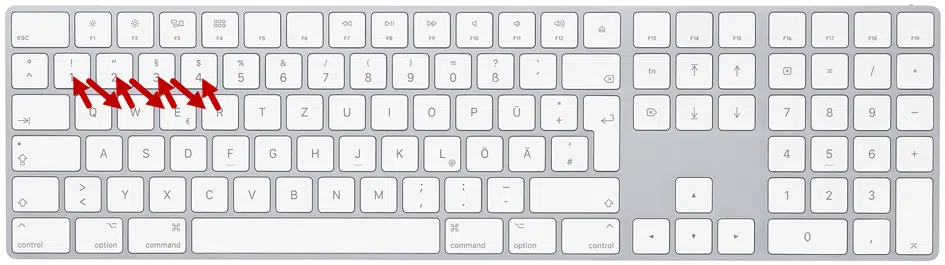 esc F1 F2 F3 F4 F5 F6 F7 F8 F9 F10 F11 F12 F13 F14 F15 F16 F17 F18 F19
° ! " § $ % & / ( ) = ? `
^ 1 2 3 4 5 6 7 8 9 0 ß ´ fn = / *
Q W E € R T Z U I O P Ü * + 7 8 9 −
A S D F G H J K L @ Ö Ä ' # 4 5 6 +
> < Y X C V B N M ; , : . – - 1 2 3
control option command command option control 0 ,